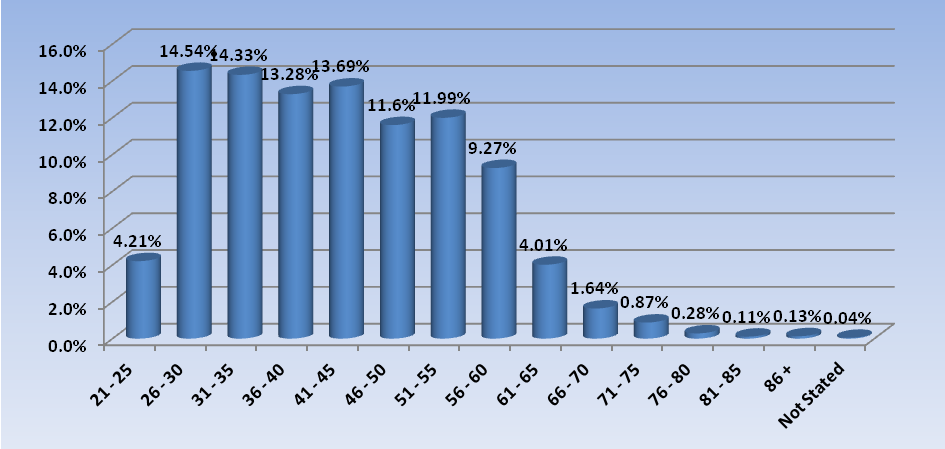 16.0%
14.0%
12.0%
10.0%
8.0%
6.0%
4.0%
2.0%
0.0%
4.21%
14.54%
14.33%
13.28%
13.69%
11.6%
11.99%
9.27%
4.01%
1.64%
0.87%
0.28%
0.11%
0.13%
0.04%
21 - 25
26 - 30
31 - 35
36 - 40
41 - 45
46 - 50
51 - 55
56 - 60
61 - 65
66 - 70
71 - 75
76 - 80
81 - 85
86 +
Not Stated